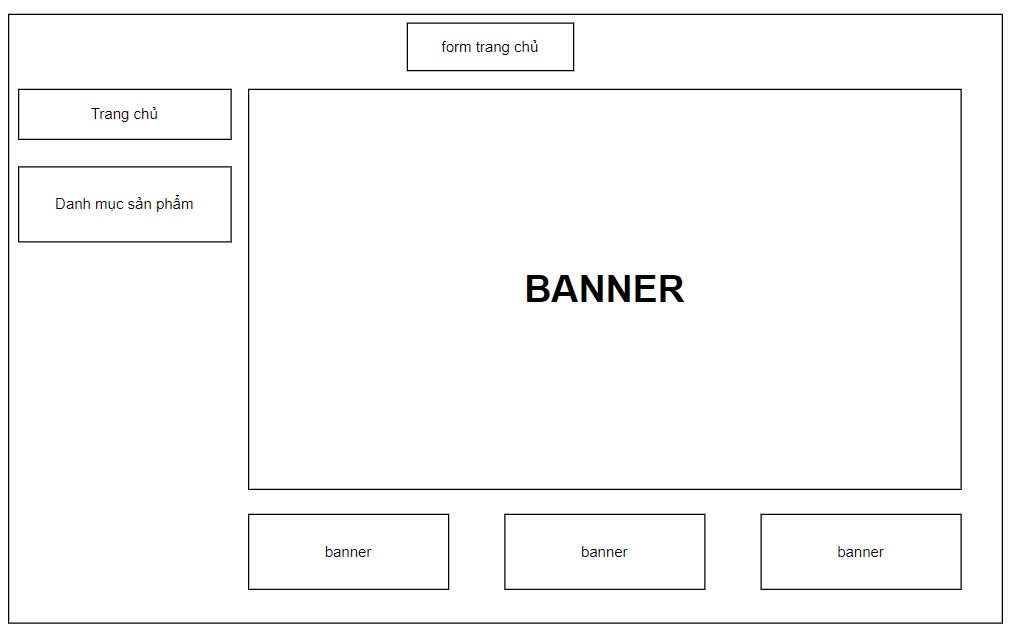 form trang chủ
Trang chủ
Danh mục sản phẩm
BANNER
banner
banner
banner